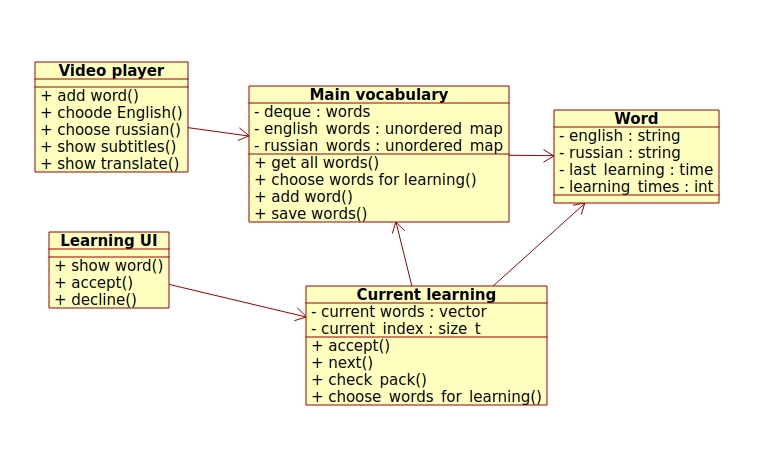 Video player
+ add word()
+ choode English()
+ choose russian()
+ show subtitles()
+ show translate()
Main vocabulary
- deque : words
- english_words : unordered_map
- russian_words : unordered_map
+ get all words()
+ choose words for learning()
+ add word()
+ save words()
Word
- english : string
- russian : string
- last_learning : time
- learning_times : int
Learning UI
+ show word()
+ accept()
+ decline()
Current learning
- current words : vector
- current_index : size_t
+ accept()
+ next()
+ check_pack()
+ choose_words_for_learning()